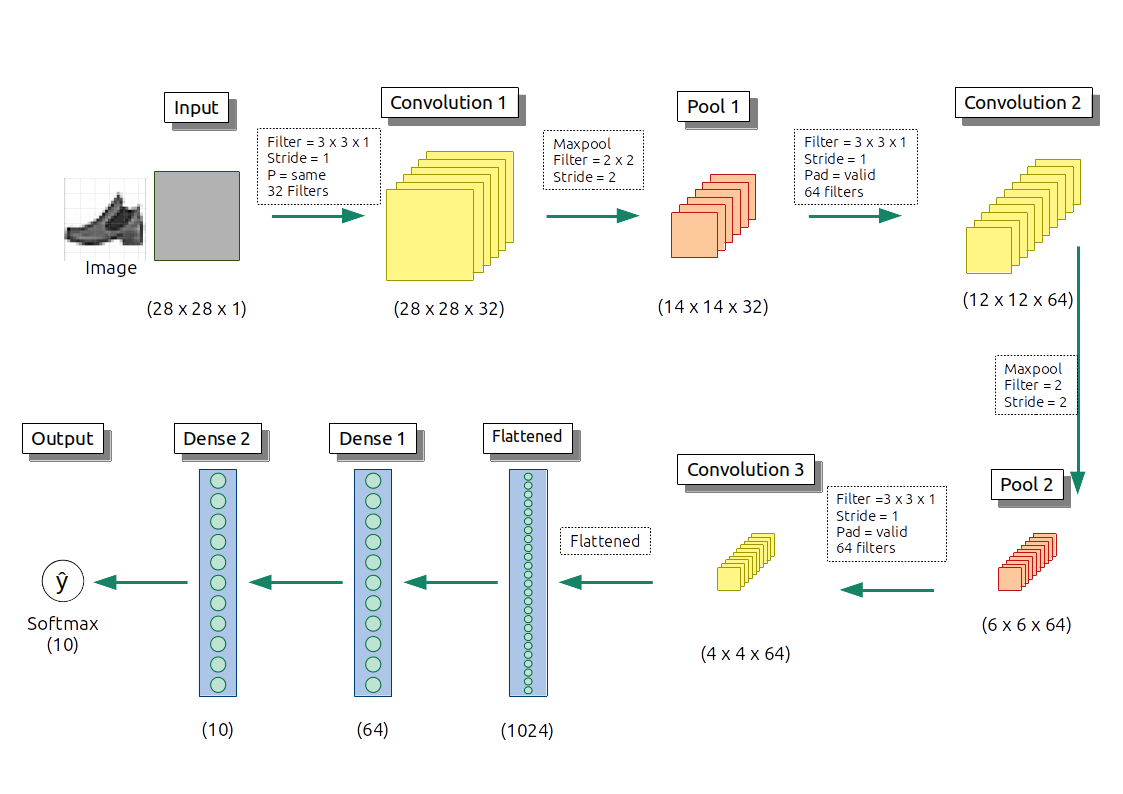 Input
Convolution 1
Pool 1
Convolution 2
Filter = 3 x 3 x 1
Stride = 1
P = same
32 Filters
Maxpool
Filter = 2 x 2
Stride = 2
Filter = 3 x 3 x 1
Stride = 1
Pad = valid
64 filters
Image
(28 x 28 x 1)
(28 x 28 x 32)
(14 x 14 x 32)
(12 x 12 x 64)
Maxpool
Filter = 2
Stride = 2
Output
Dense 2
Dense 1
Flattened
Convolution 3
Pool 2
Filter =3 x 3 x 1
Stride = 1
Pad = valid
64 filters
Flattened
ŷ
Softmax
(10)
(6 x 6 x 64)
(4 x 4 x 64)
(10)
(64)
(1024)